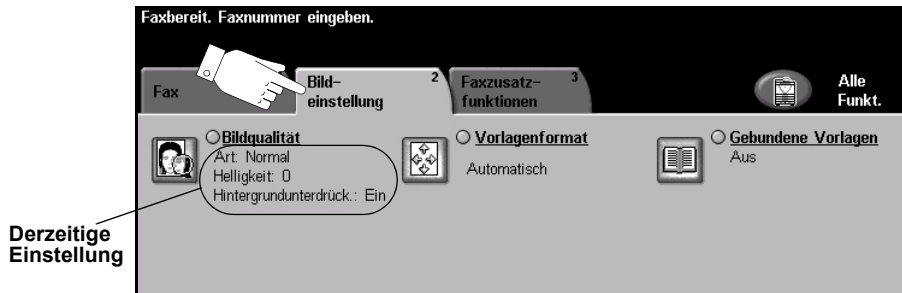 Faxbereit. Faxnummer eingeben.
Fax
Bild-
einstellung
2
Faxzusatz-
funktionen
3
Alle
Funkt.
Bildqualität
Art: Normal
Helligkeit: 0
Hintergrundunterdrück.: Ein
Vorlagenformat
Automatisch
Gebundene Vorlagen
Aus
Derzeitige
Einstellung